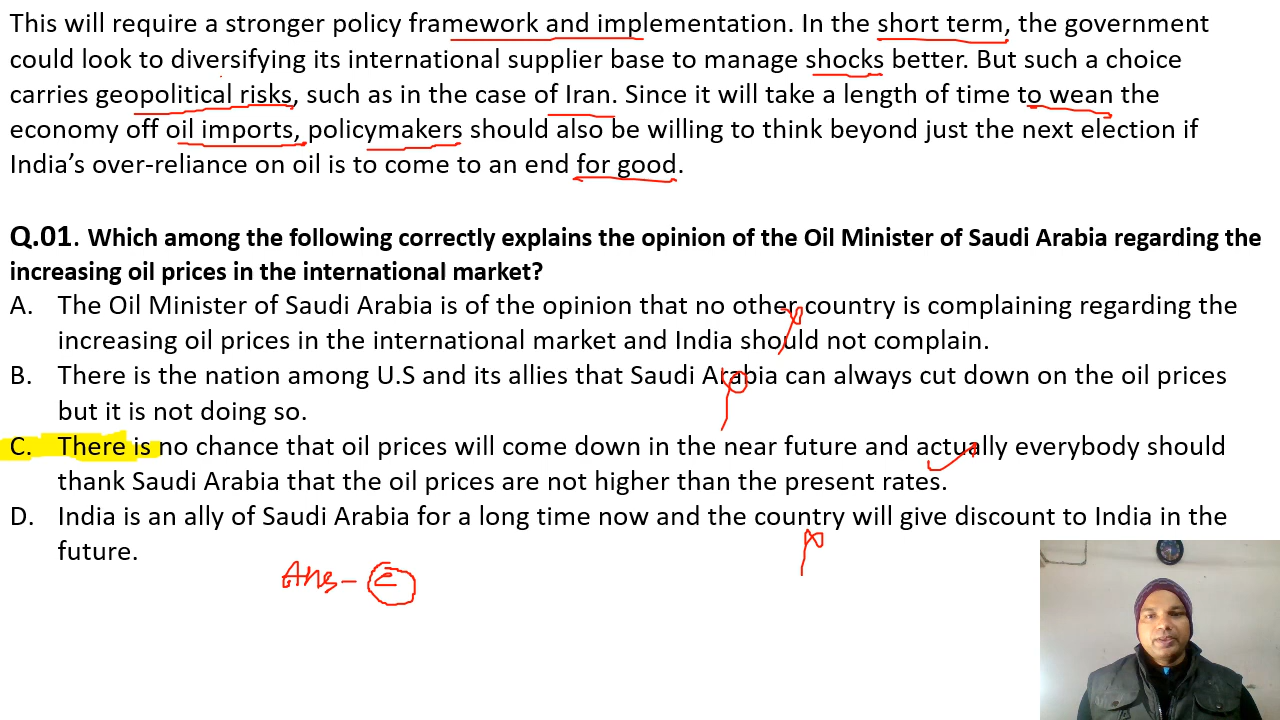 This will require a stronger policy framework and implementation. In the short term, the government
could look to diversifying its international supplier base to manage shocks better. But such a choice
carries geopolitical risks, such as in the case of Iran. Since it will take a length of time to wean the
economy off oil imports, policymakers should also be willing to think beyond just the next election if
India’s over-reliance on oil is to come to an end for good.
Q.01. Which among the following correctly explains the opinion of the Oil Minister of Saudi Arabia regarding the
increasing oil prices in the international market?
A. The Oil Minister of Saudi Arabia is of the opinion that no other country is complaining regarding the
increasing oil prices in the international market and India should not complain.
B. There is the nation among U.S and its allies that Saudi Arabia can always cut down on the oil prices
but it is not doing so.
C. There is no chance that oil prices will come down in the near future and actually everybody should
thank Saudi Arabia that the oil prices are not higher than the present rates.
D. India is an ally of Saudi Arabia for a long time now and the country will give discount to India in the
future.
Ans -